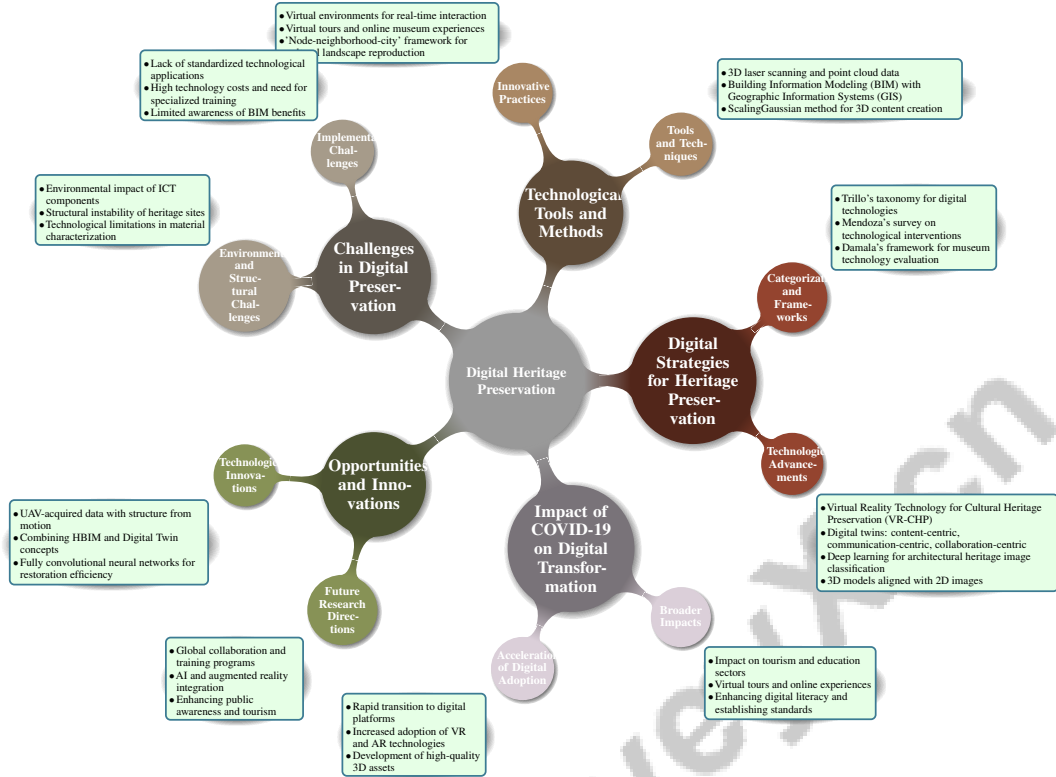 • Virtual environments for real-time interaction
• Virtual tours and online museum experiences
• 'Node-neighborhood-city' framework for
landscape reproduction
• Lack of standardized technological
applications
• High technology costs and need for
specialized training
• Limited awareness of BIM benefits
Innovative
Practices
Tools
and Tech-
niques
• 3D laser scanning and point cloud data
• Building Information Modeling (BIM) with
Geographic Information Systems (GIS)
• ScalingGaussian method for 3D content creation
Implement
Chal-
lenges
Technological
Tools and
Methods
• Environmental impact of ICT
components
• Structural instability of heritage sites
• Technological limitations in material
characterization
• Trillo's taxonomy for digital
technologies
• Mendoza's survey on
technological interventions
• Damala's framework for museum
technology evaluation
Environmen
and
Struc-
tural
Chal-
lenges
Challenges
in Digital
Preser-
vation
Categoriza
and
Frame-
works
Digital Heritage
Preservation
Digital
Strategies
for Heritage
Preser-
vation
Technologic
Innova-
tions
Opportunities
and Inno-
vations
Technologic
Advance-
ments
• UAV-acquired data with structure from
motion
• Combining HBIM and Digital Twin
concepts
• Fully convolutional neural networks for
restoration efficiency
Impact of
COVID-19
on Digital
Transfor-
mation
• Virtual Reality Technology for Cultural Heritage
Preservation (VR-CHP)
• Digital twins: content-centric,
communication-centric, collaboration-centric
• Deep learning for architectural heritage image
classification
• 3D models aligned with 2D images
Future
Research
Direc-
tions
Broader
Impacts
Acceleration
of Digital
Adoption
• Global collaboration and
training programs
• AI and augmented reality
integration
• Enhancing public
awareness and tourism
• Impact on tourism and education
sectors
• Virtual tours and online experiences
• Enhancing digital literacy and
establishing standards
• Rapid transition to digital
platforms
• Increased adoption of VR
and AR technologies
• Development of high-quality
3D assets